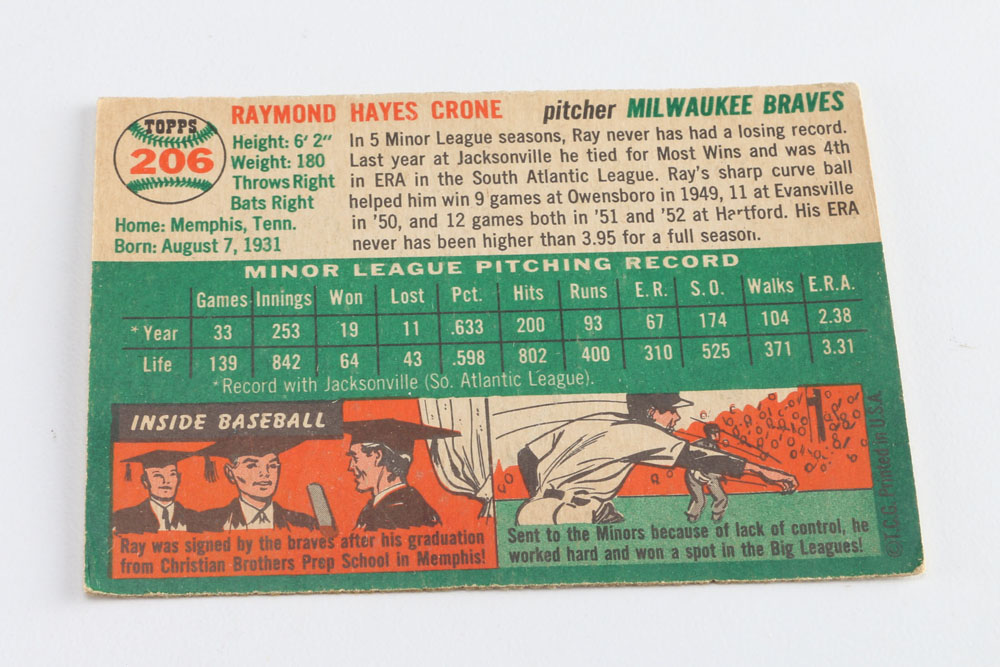 TOPPS
206
RAYMOND HAYES CRONE pitcher MILWAUKEE BRAVES
Height: 6' 2"
Weight: 180
Throws Right
Bats Right
Home: Memphis, Tenn.
Born: August 7, 1931
In 5 Minor League seasons, Ray never has had a losing record.
Last year at Jacksonville he tied for Most Wins and was 4th
in ERA in the South Atlantic League. Ray's sharp curve ball
helped him win 9 games at Owensboro in 1949, 11 at Evansville
in '50, and 12 games both in '51 and '52 at Hartford. His ERA
never has been higher than 3.95 for a full season.
MINOR LEAGUE PITCHING RECORD
Games Innings Won Lost Pct. Hits Runs E.R. S.O. Walks E.R.A.
*Year 33 253 19 11 .633 200 93 67 174 104 2.38
Life 139 842 64 43 .598 802 400 310 525 371 3.31
*Record with Jacksonville (So. Atlantic League).
INSIDE BASEBALL
Ray was signed by the braves after his graduation
from Christian Brothers Prep School in Memphis!
Sent to the Minors because of lack of control, he
worked hard and won a spot in the Big Leagues!
©T.C.G. Printed in U.S.A.